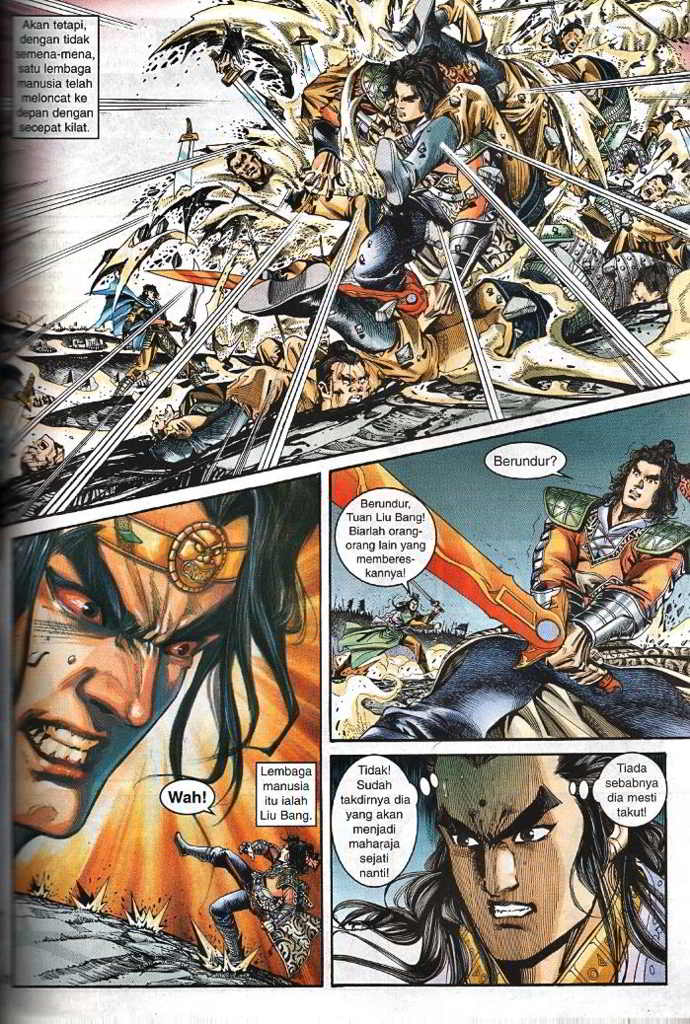 Akan tetapi,
dengan tidak
semena-mena,
satu lembaga
manusia telah
meloncat ke
depan dengan
secepat kilat.
Berundur?
Berundur,
Tuan Liu Bang!
Biarlah orang-
orang lain yang
memberes-
kannya!
Wah!
Lembaga
manusia
itu ialah
Liu Bang.
Tidak!
Sudah
takdirnya dia
yang akan
menjadi
maharaja
sejati
nanti!
Tiada
sebabnya
dia mesti
takut!